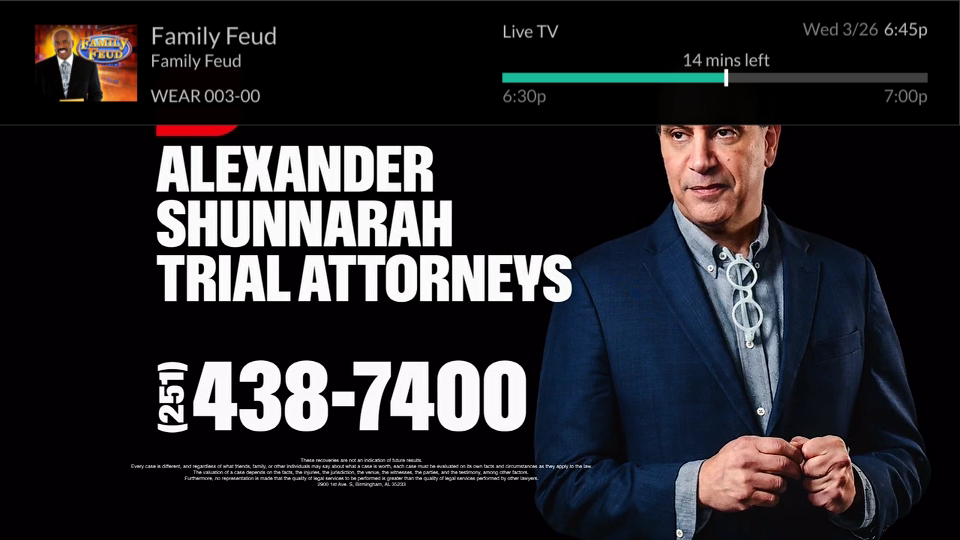 Family Feud
Family Feud
WEAR 003-00
FAMILY
FEUD
Live TV
Wed 3/26 6:45p
14 mins left
6:30p
7:00p
ALEXANDER
SHUNNARAH
TRIAL ATTORNEYS
(251) 438-7400
These recoveries are not an indication of future results.
Every case is different, and regardless of what friends, family, or other individuals may say about what a case is worth, each case must be evaluated on its own facts and circumstances as they apply to the law.
The valuation of a case depends on the facts, the injuries, the jurisdiction, the venue, the witnesses, the parties, and the testimony, among other factors.
Furthermore, no representation is made that the quality of legal services to be performed is greater than the quality of legal services performed by other lawyers.
2900 1st Ave. S, Birmingham, AL 35233